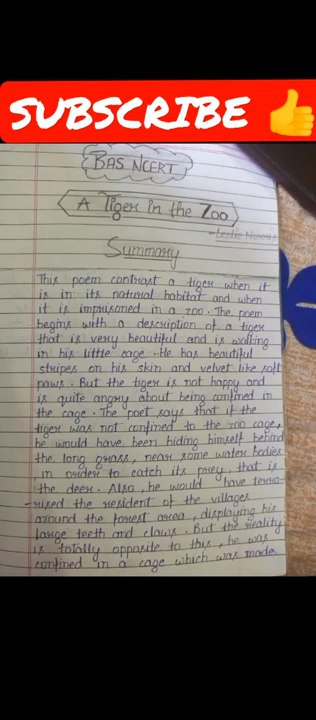 SUBSCRIBE
BAS NCERT
A Tiger in the Zoo
-Leslie Norris
Summary
This poem contrast a tiger when it
is in its natural habitat and when
it is imprisoned in a zoo. The poem
begins with a description of a tiger
that is very beautiful and is walking
in his little cage. He has beautiful
stripes on his skin and velvet like soft
paws. But the tiger is not happy and
is quite angry about being confined in
the cage. The poet says that if the
tiger was not confined to the zoo cage,
he would have been hiding himself behind
the long grass, near some water bodies
, in order to catch its prey, that is
the deer. Also, he would have terro-
-rised the resident of the villages
around the forest area, displaying his
large teeth and claws. But the reality
is totally opposite to this, he was
confined in a cage which was made